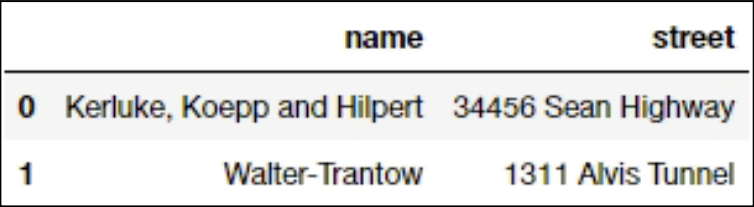 name street
0 Kerluke, Koepp and Hilpert 34456 Sean Highway
1 Walter-Trantow 1311 Alvis Tunnel